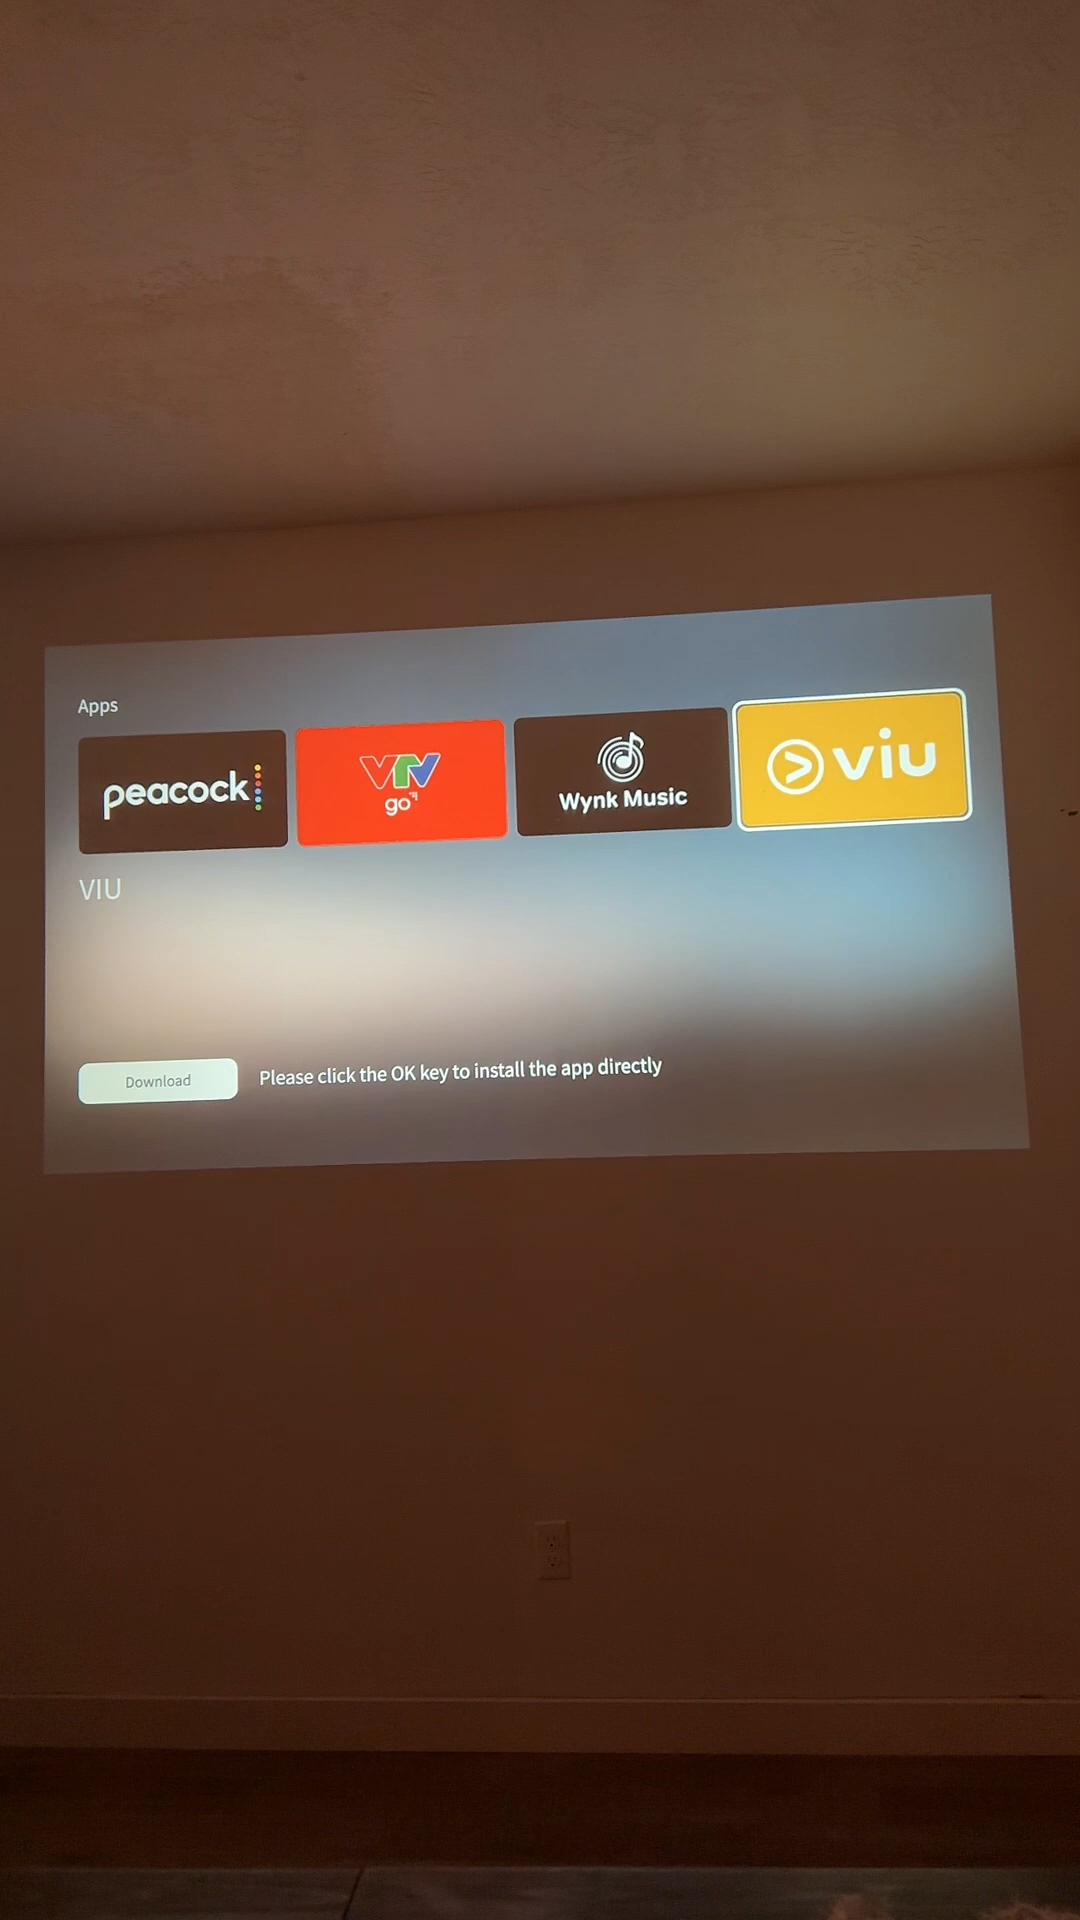 Apps
peacock
VTV
go
Wynk Music
viu
VIU
Download
Please click the OK key to install the app directly